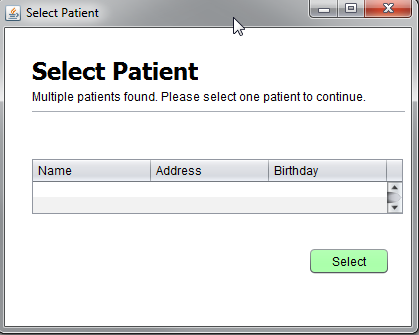 Select Patient
Select Patient
Multiple patients found. Please select one patient to continue.
Name Address Birthday
Select